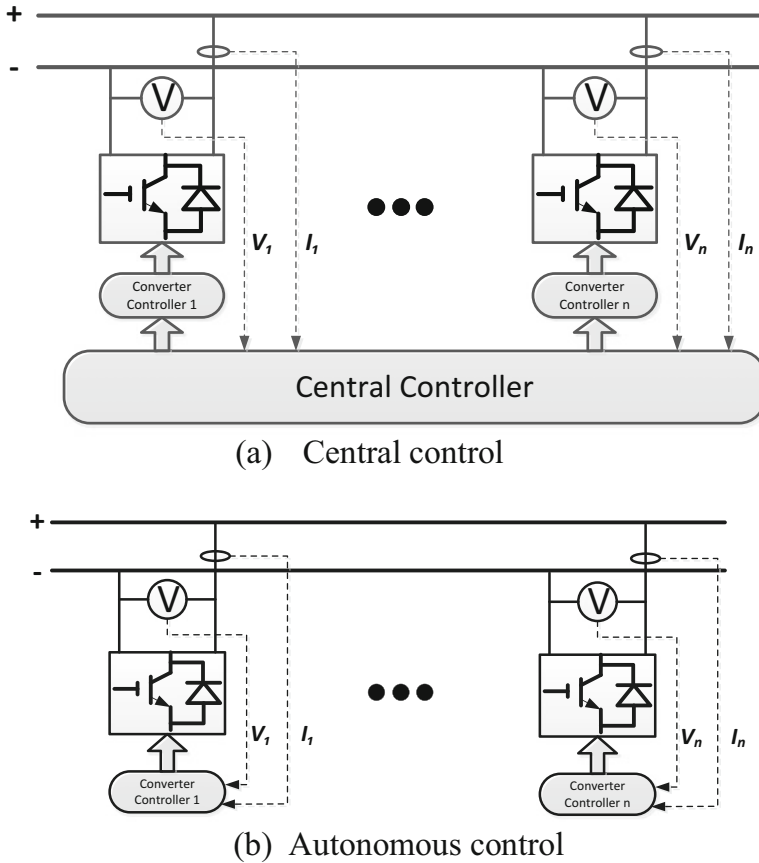 +
-
V
V
V₁
I₁
Vₙ
Iₙ
Converter
Controller 1
Converter
Controller n
Central Controller
(a) Central control
+
-
V
V
V₁
I₁
Vₙ
Iₙ
Converter
Controller 1
Converter
Controller n
(b) Autonomous control